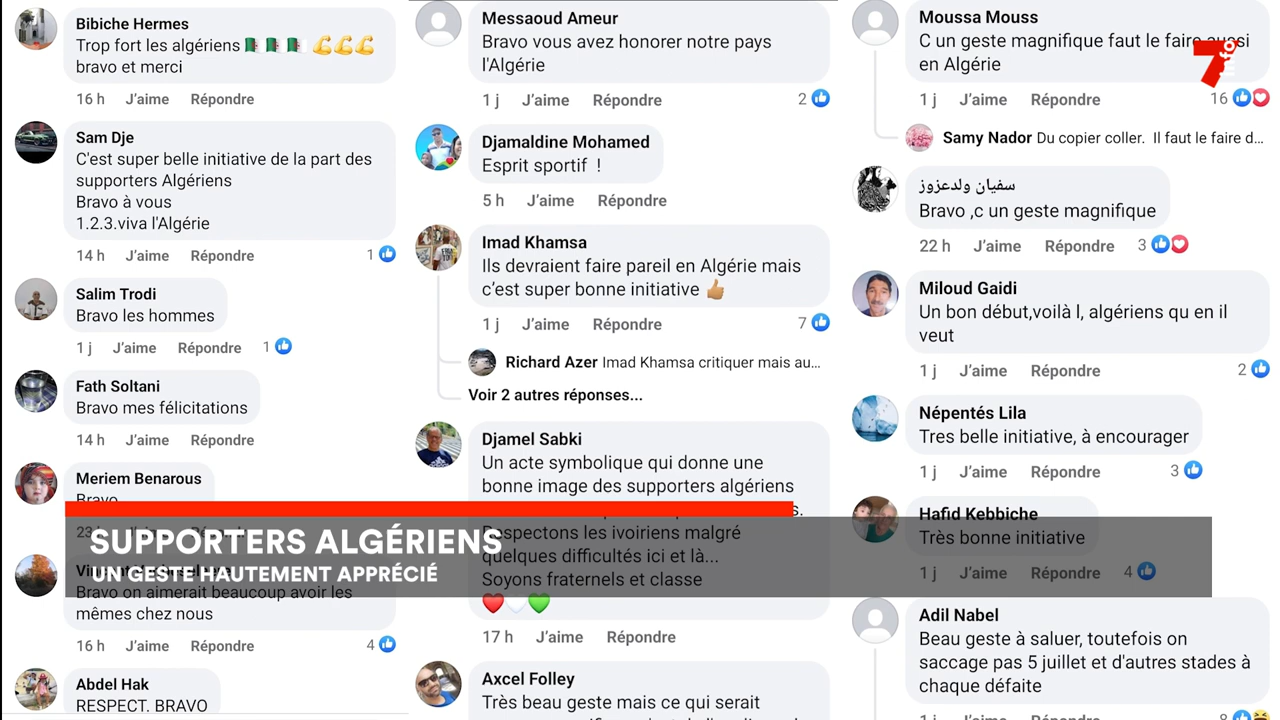 Bibiche Hermes
Trop fort les algériens 🇩🇿 🇩🇿 🇩🇿 💪💪💪
bravo et merci
16 h J'aime Répondre
Sam Dje
C'est super belle initiative de la part des
supporters Algériens
Bravo à vous
1.2.3.viva l'Algérie
14 h J'aime Répondre 1
Salim Trodi
Bravo les hommes
1 j J'aime Répondre 1
Fath Soltani
Bravo mes félicitations
14 h J'aime Répondre
Meriem Benarous
Bravo
23 h J'aime Répondre
Bravo on aimerait beaucoup avoir les
mêmes chez nous
16 h J'aime Répondre 4
Abdel Hak
RESPECT. BRAVO
Messaoud Ameur
Bravo vous avez honorer notre pays
l'Algérie
1 j J'aime Répondre 2
Djamaldine Mohamed
Esprit sportif !
5 h J'aime Répondre
Imad Khamsa
Ils devraient faire pareil en Algérie mais
c'est super bonne initiative 👍🏽
1 j J'aime Répondre 7
Richard Azer Imad Khamsa critiquer mais au...
Voir 2 autres réponses...
Djamel Sabki
Un acte symbolique qui donne une
bonne image des supporters algériens
Respectons les ivoiriens malgré
quelques difficultés ici et là...
Soyons fraternels et classe
❤️🤍💚
17 h J'aime Répondre
Axcel Folley
Très beau geste mais ce qui serait
Moussa Mouss
C un geste magnifique faut le faire aussi
en Algérie
1 j J'aime Répondre 16
Samy Nador Du copier coller. Il faut le faire d...
سفيان ولدعزوز
Bravo ,c un geste magnifique
22 h J'aime Répondre 3
Miloud Gaidi
Un bon début,voilà l, algériens qu en il
veut
1 j J'aime Répondre 2
Népentés Lila
Tres belle initiative, à encourager
1 j J'aime Répondre 3
Hafid Kebbiche
Très bonne initiative
1 j J'aime Répondre 4
Adil Nabel
Beau geste à saluer, toutefois on
saccage pas 5 juillet et d'autres stades à
chaque défaite
7 info
SUPPORTERS ALGÉRIENS
UN GESTE HAUTEMENT APPRÉCIÉ